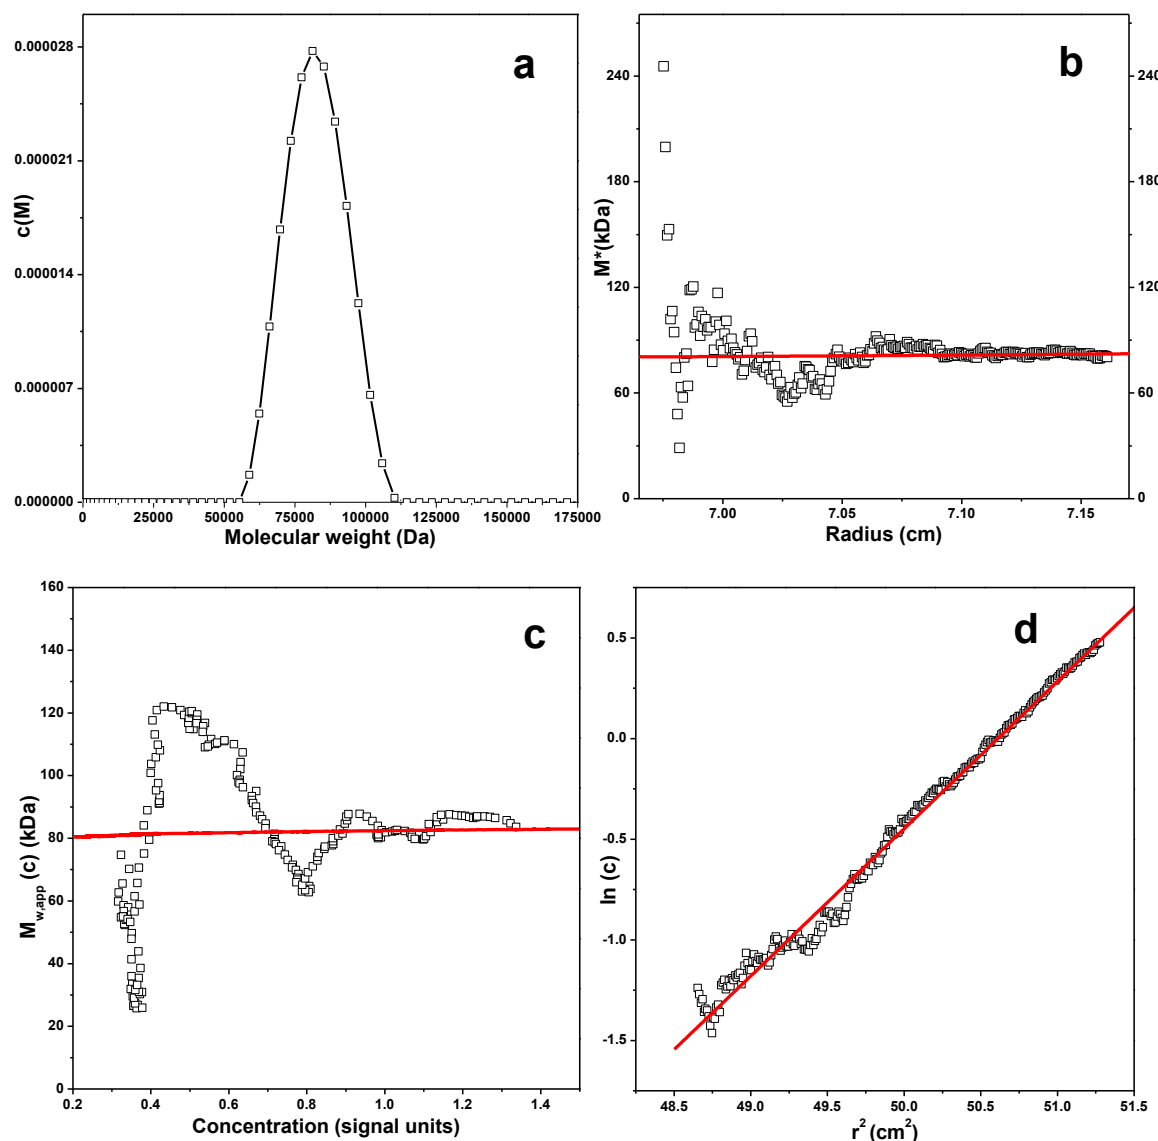 a
0.000028
0.000021
0.000014
0.000007
0.000000
c(M)
0 25000 50000 75000 100000 125000 150000 175000
Molecular weight (Da)
b
240
180
120
60
0
M*(kDa)
240
180
120
60
0
7.00 7.05 7.10 7.15
Radius (cm)
c
160
140
120
100
80
60
40
20
0
M_w,app (c) (kDa)
0.2 0.4 0.6 0.8 1.0 1.2 1.4
Concentration (signal units)
d
0.5
0.0
-0.5
-1.0
-1.5
ln (c)
48.5 49.0 49.5 50.0 50.5 51.0 51.5
r² (cm²)